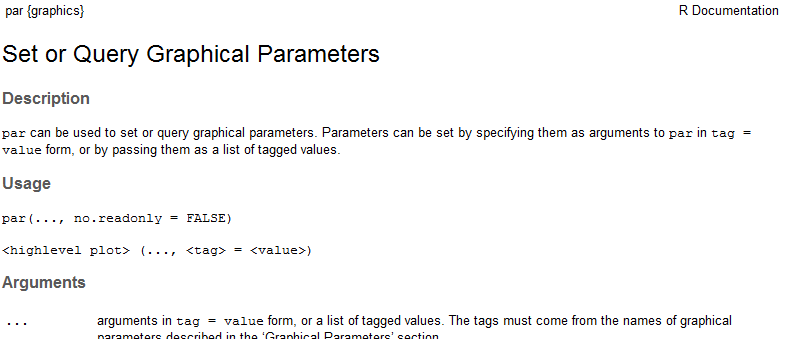 par {graphics} R Documentation
Set or Query Graphical Parameters
Description
par can be used to set or query graphical parameters. Parameters can be set by specifying them as arguments to par in tag =
value form, or by passing them as a list of tagged values.
Usage
par(..., no.readonly = FALSE)
<highlevel plot> (..., <tag> = <value>)
Arguments
... arguments in tag = value form, or a list of tagged values. The tags must come from the names of graphical
parameters described in the ‘Graphical Parameters’ section.